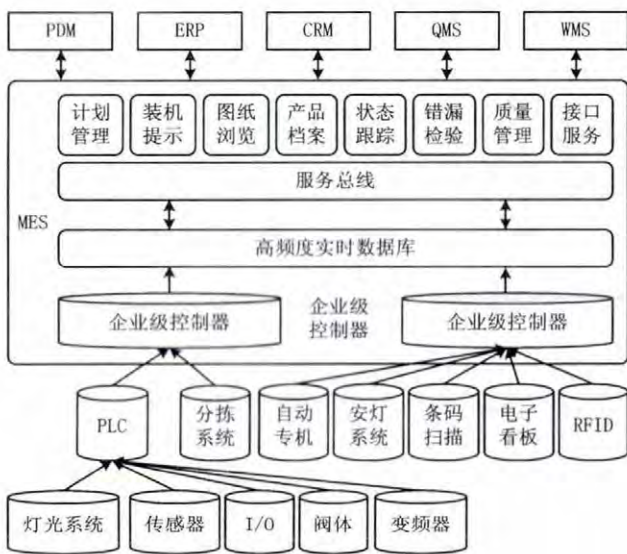 PDM
ERP
CRM
QMS
WMS
计划
管理
装机
提示
图纸
浏览
产品
档案
状态
跟踪
错漏
检验
质量
管理
接口
服务
服务总线
MES
高频度实时数据库
企业级控制器
企业级
控制器
企业级控制器
PLC
分拣
系统
自动
专机
安灯
系统
条码
扫描
电子
看板
RFID
灯光系统
传感器
I/O
阀体
变频器